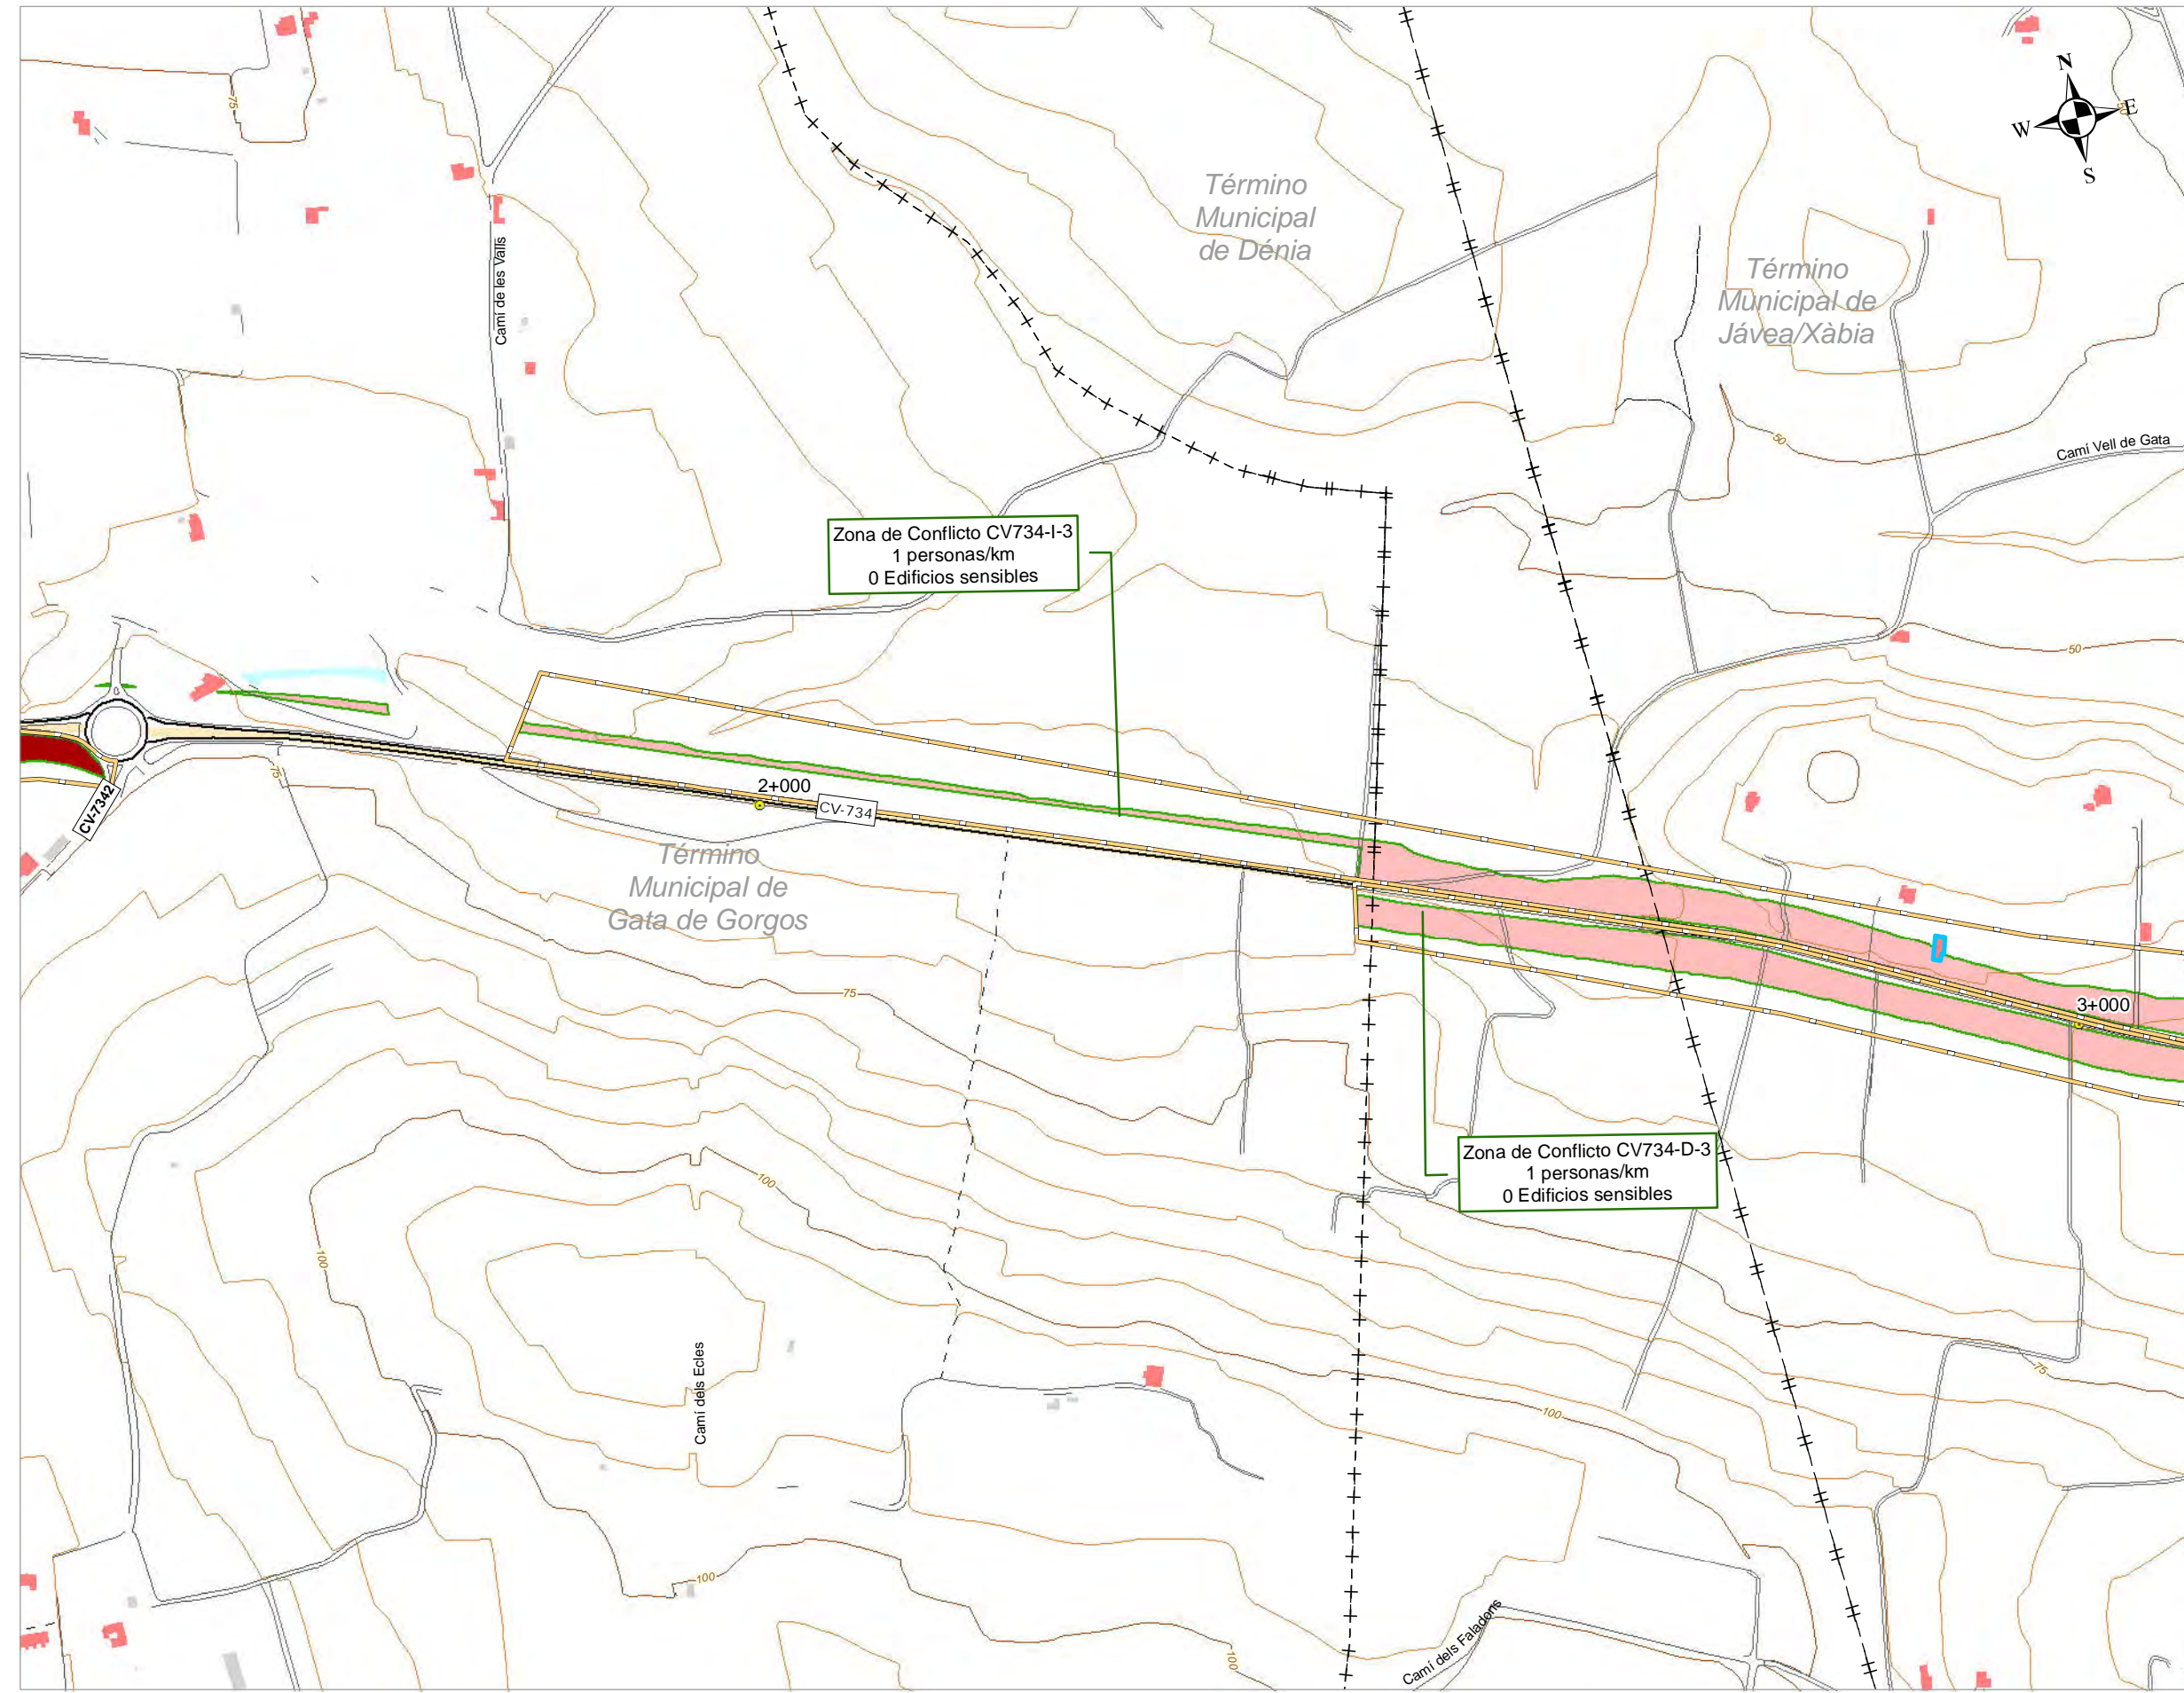 N
E
W
S
75
Término
Municipal
de Dénia
Término
Municipal de
Jávea/Xàbia
Camí de les Valls
50
Camí Vell de Gata
Zona de Conflicto CV734-I-3
1 personas/km
0 Edificios sensibles
50
75
CV-7342
2+000
CV-734
Término
Municipal de
Gata de Gorgos
75
3+000
Zona de Conflicto CV734-D-3
1 personas/km
0 Edificios sensibles
100
100
Camí dels Ecles
75
100
100
Camí dels Faladens
100